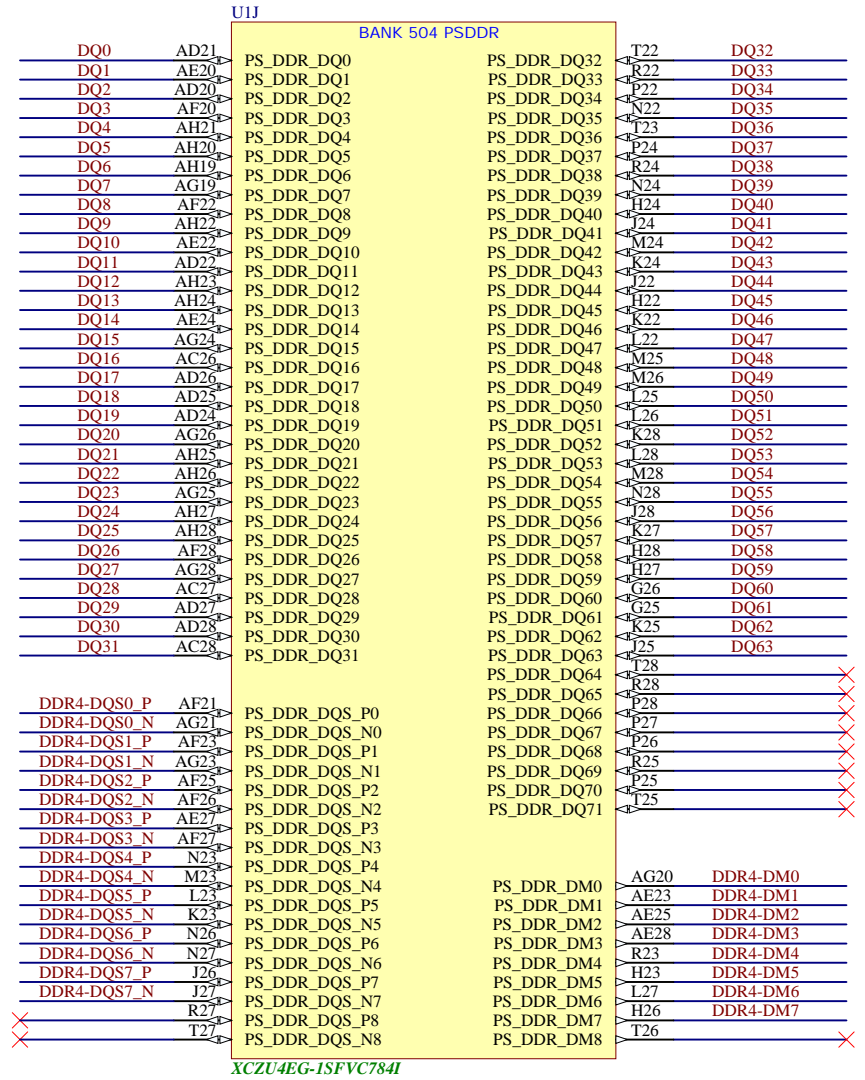 U1J
BANK 504 PSDDR
DQ0 AD21 PS_DDR_DQ0 PS_DDR_DQ32 T22 DQ32
DQ1 AE20 PS_DDR_DQ1 PS_DDR_DQ33 R22 DQ33
DQ2 AD20 PS_DDR_DQ2 PS_DDR_DQ34 P22 DQ34
DQ3 AF20 PS_DDR_DQ3 PS_DDR_DQ35 N22 DQ35
DQ4 AH21 PS_DDR_DQ4 PS_DDR_DQ36 T23 DQ36
DQ5 AH20 PS_DDR_DQ5 PS_DDR_DQ37 P24 DQ37
DQ6 AH19 PS_DDR_DQ6 PS_DDR_DQ38 R24 DQ38
DQ7 AG19 PS_DDR_DQ7 PS_DDR_DQ39 N24 DQ39
DQ8 AF22 PS_DDR_DQ8 PS_DDR_DQ40 H24 DQ40
DQ9 AH22 PS_DDR_DQ9 PS_DDR_DQ41 J24 DQ41
DQ10 AE22 PS_DDR_DQ10 PS_DDR_DQ42 M24 DQ42
DQ11 AD22 PS_DDR_DQ11 PS_DDR_DQ43 K24 DQ43
DQ12 AH23 PS_DDR_DQ12 PS_DDR_DQ44 J22 DQ44
DQ13 AH24 PS_DDR_DQ13 PS_DDR_DQ45 H22 DQ45
DQ14 AE24 PS_DDR_DQ14 PS_DDR_DQ46 K22 DQ46
DQ15 AG24 PS_DDR_DQ15 PS_DDR_DQ47 L22 DQ47
DQ16 AC26 PS_DDR_DQ16 PS_DDR_DQ48 M25 DQ48
DQ17 AD26 PS_DDR_DQ17 PS_DDR_DQ49 M26 DQ49
DQ18 AD25 PS_DDR_DQ18 PS_DDR_DQ50 L25 DQ50
DQ19 AD24 PS_DDR_DQ19 PS_DDR_DQ51 L26 DQ51
DQ20 AG26 PS_DDR_DQ20 PS_DDR_DQ52 K28 DQ52
DQ21 AH25 PS_DDR_DQ21 PS_DDR_DQ53 L28 DQ53
DQ22 AH26 PS_DDR_DQ22 PS_DDR_DQ54 M28 DQ54
DQ23 AG25 PS_DDR_DQ23 PS_DDR_DQ55 N28 DQ55
DQ24 AH27 PS_DDR_DQ24 PS_DDR_DQ56 J28 DQ56
DQ25 AH28 PS_DDR_DQ25 PS_DDR_DQ57 K27 DQ57
DQ26 AF28 PS_DDR_DQ26 PS_DDR_DQ58 H28 DQ58
DQ27 AG28 PS_DDR_DQ27 PS_DDR_DQ59 H27 DQ59
DQ28 AC27 PS_DDR_DQ28 PS_DDR_DQ60 G26 DQ60
DQ29 AD27 PS_DDR_DQ29 PS_DDR_DQ61 G25 DQ61
DQ30 AD28 PS_DDR_DQ30 PS_DDR_DQ62 K25 DQ62
DQ31 AC28 PS_DDR_DQ31 PS_DDR_DQ63 J25 DQ63
PS_DDR_DQ64 T28
PS_DDR_DQ65 R28
DDR4-DQS0_P AF21 PS_DDR_DQS_P0 PS_DDR_DQ66 P28
DDR4-DQS0_N AG21 PS_DDR_DQS_N0 PS_DDR_DQ67 P27
DDR4-DQS1_P AF23 PS_DDR_DQS_P1 PS_DDR_DQ68 P26
DDR4-DQS1_N AG23 PS_DDR_DQS_N1 PS_DDR_DQ69 R25
DDR4-DQS2_P AF25 PS_DDR_DQS_P2 PS_DDR_DQ70 P25
DDR4-DQS2_N AF26 PS_DDR_DQS_N2 PS_DDR_DQ71 T25
DDR4-DQS3_P AE27 PS_DDR_DQS_P3
DDR4-DQS3_N AF27 PS_DDR_DQS_N3
DDR4-DQS4_P N23 PS_DDR_DQS_P4
DDR4-DQS4_N M23 PS_DDR_DQS_N4 PS_DDR_DM0 AG20 DDR4-DM0
DDR4-DQS5_P L23 PS_DDR_DQS_P5 PS_DDR_DM1 AE23 DDR4-DM1
DDR4-DQS5_N K23 PS_DDR_DQS_N5 PS_DDR_DM2 AE25 DDR4-DM2
DDR4-DQS6_P N26 PS_DDR_DQS_P6 PS_DDR_DM3 AE28 DDR4-DM3
DDR4-DQS6_N N27 PS_DDR_DQS_N6 PS_DDR_DM4 R23 DDR4-DM4
DDR4-DQS7_P J26 PS_DDR_DQS_P7 PS_DDR_DM5 H23 DDR4-DM5
DDR4-DQS7_N J27 PS_DDR_DQS_N7 PS_DDR_DM6 L27 DDR4-DM6
R27 PS_DDR_DQS_P8 PS_DDR_DM7 H26 DDR4-DM7
T27 PS_DDR_DQS_N8 PS_DDR_DM8 T26
XCZU4EG-1SFVC784I